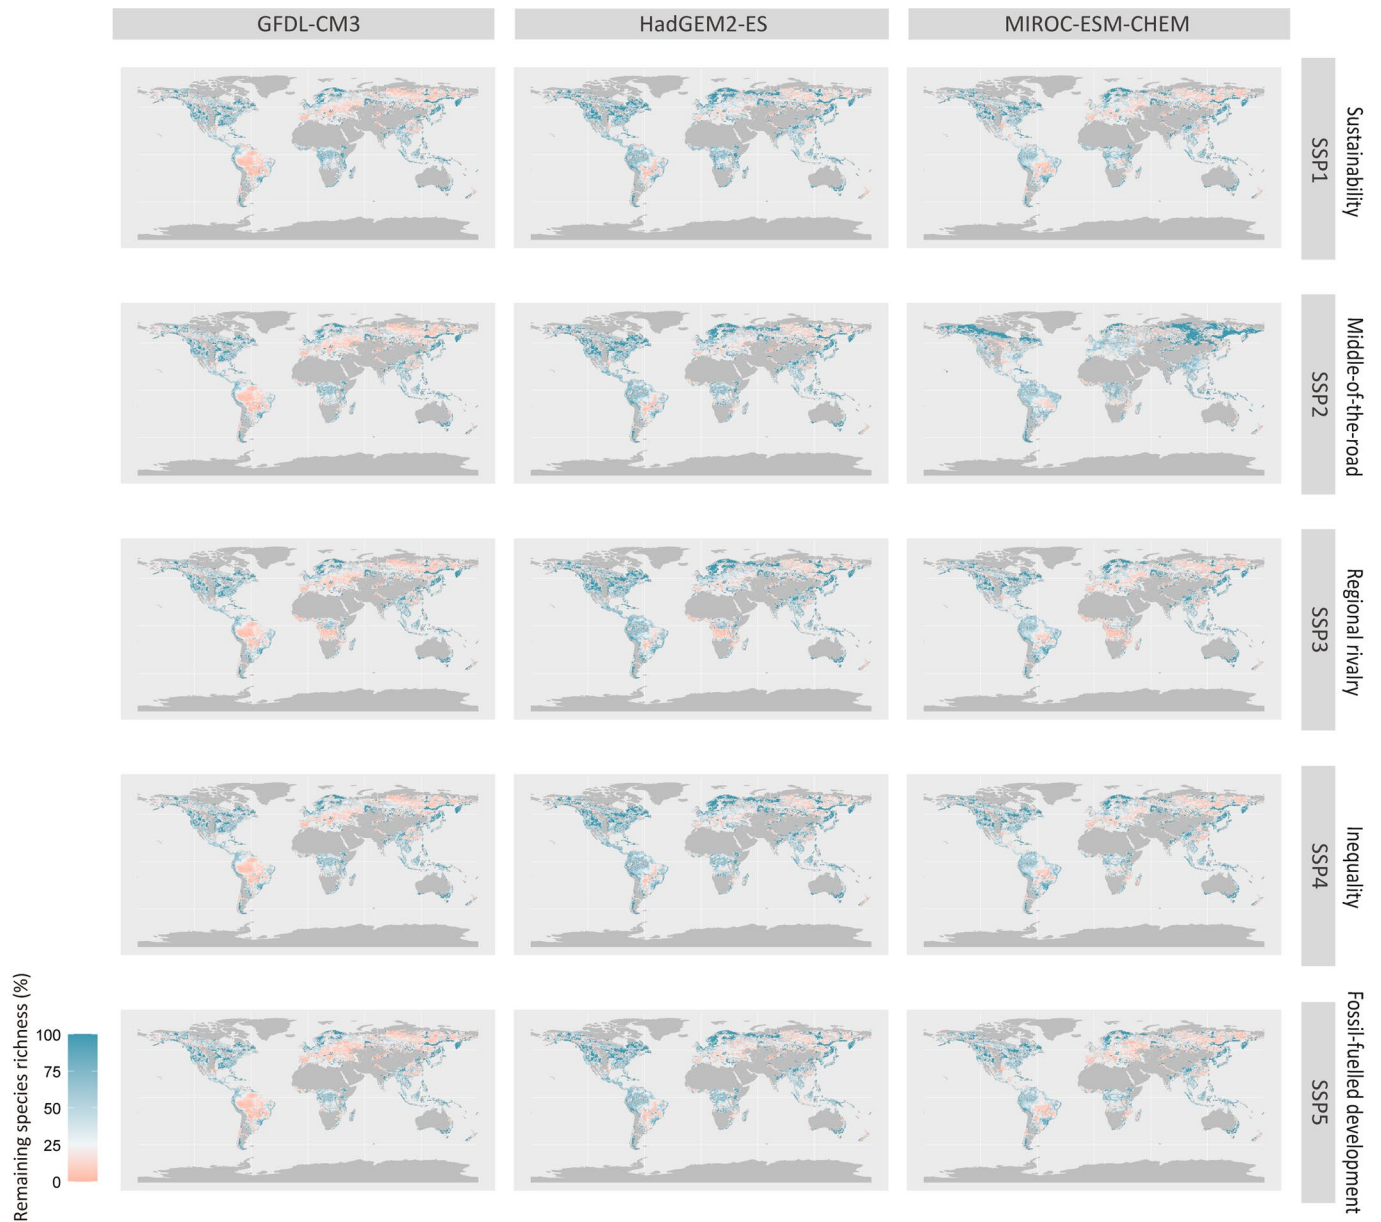 GFDL-CM3
HadGEM2-ES
MIROC-ESM-CHEM
Sustainability
SSP1
Middle-of-the-road
SSP2
Regional rivalry
SSP3
Inequality
SSP4
Fossil-fuelled development
SSP5
Remaining species richness (%)
100
75
50
25
0